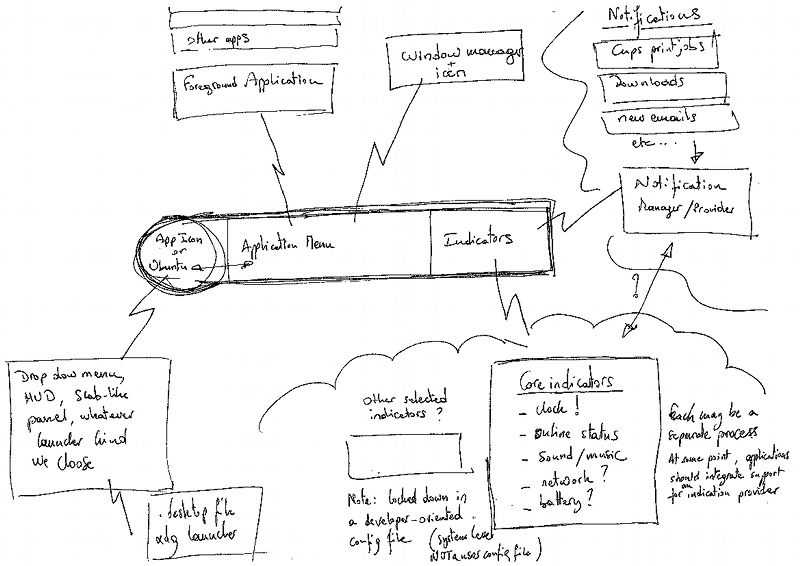 other apps
Foreground Application
Window manager
+
icon
Notifications
Cups print jobs
Downloads
new emails
etc...
Notification
Manager/Provider
App Icon
or
Ubuntu
Application Menu
Indicators
?
Drop down menu,
HUD, Slab-like
panel, whatever
launcher kind
we choose
.desktop file
xdg launcher
Other selected
indicators ?
Note: locked down in
a developer-oriented
config file (system level
NOT a users config file)
Core indicators
- clock !
- online status
- sound/music
- network ?
- battery ?
Each may be a
separate process
At some point, applications
should integrate support
for an indication provider